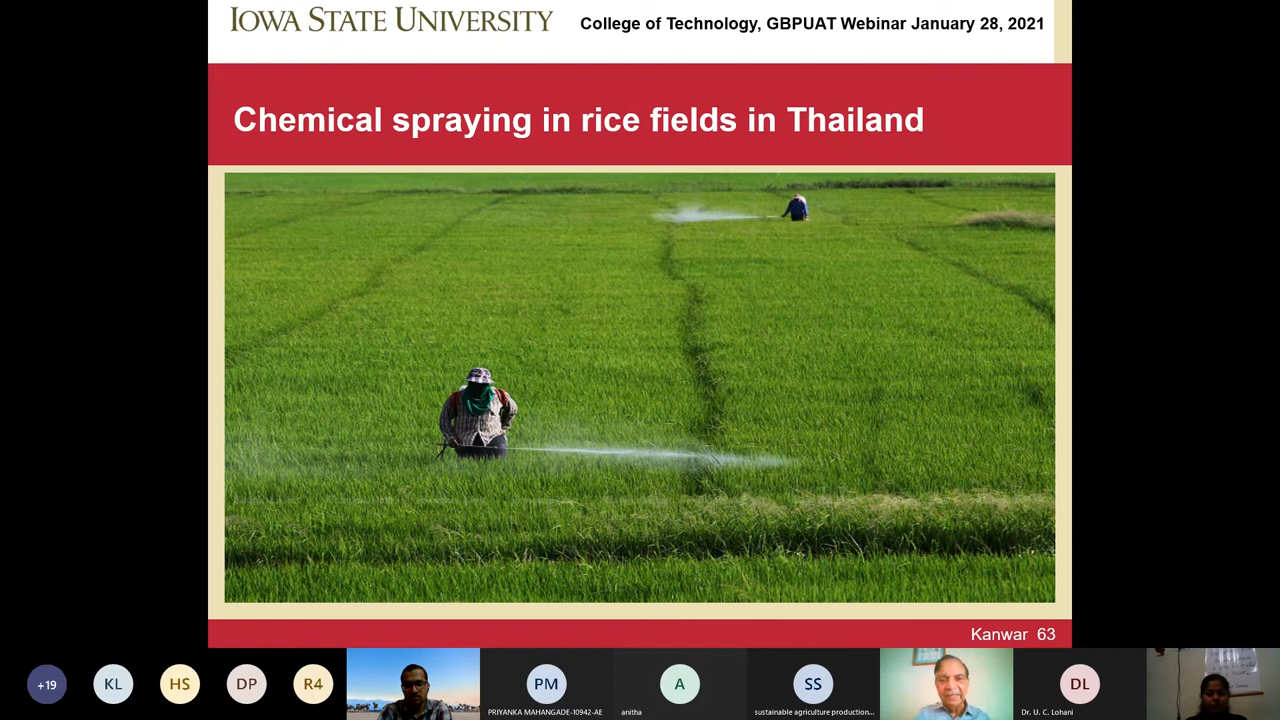 IOWA STATE UNIVERSITY
College of Technology, GBPUAT Webinar January 28, 2021
Chemical spraying in rice fields in Thailand
Kanwar 63
+19
KL
HS
DP
R4
PM
A
SS
DL
PRIYANKA MAHANGADE-10942-AE
anitha
sustainable agriculture production...
Dr. U. C. Lohani